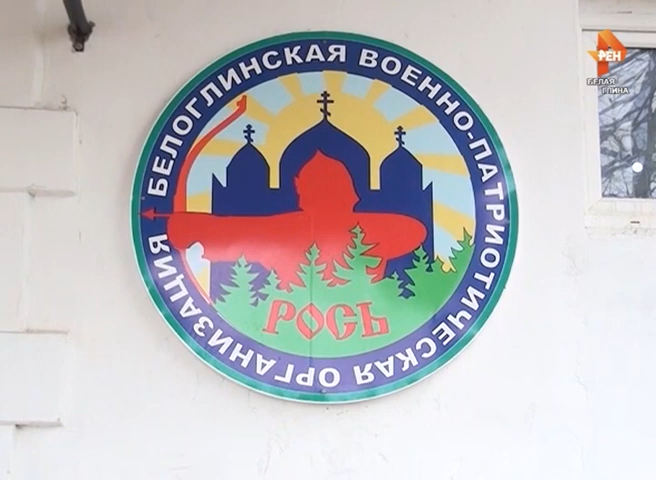 БЕЛОГЛИНСКАЯ ВОЕННО-ПАТРИОТИЧЕСКАЯ ОРГАНИЗАЦИЯ
РОСЬ
РЕН
БЕЛАЯ
ГЛИНА